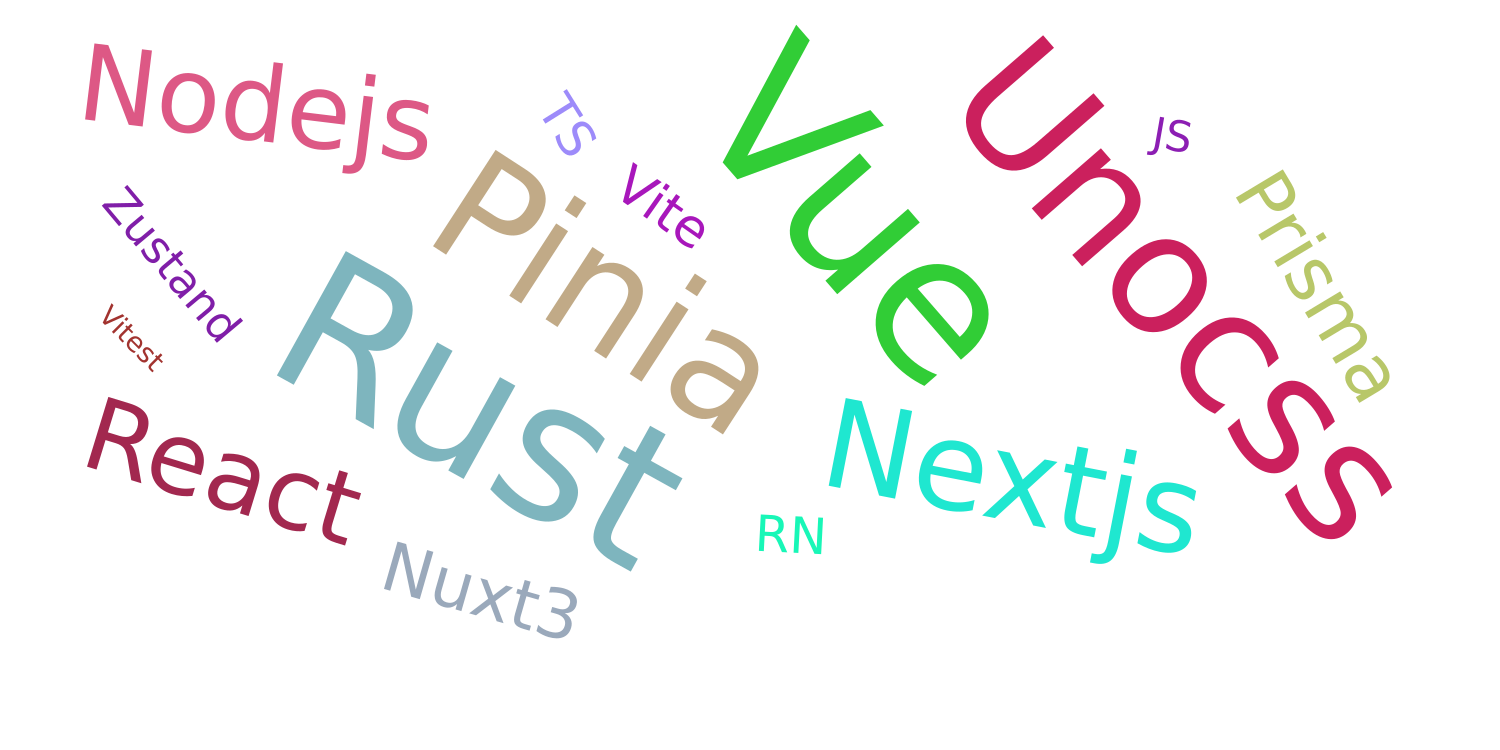 Nodejs
TS
Vue
Unocss
JS
Pinia
Vite
Prisma
Zustand
Rust
Vitest
React
Nextjs
RN
Nuxt3